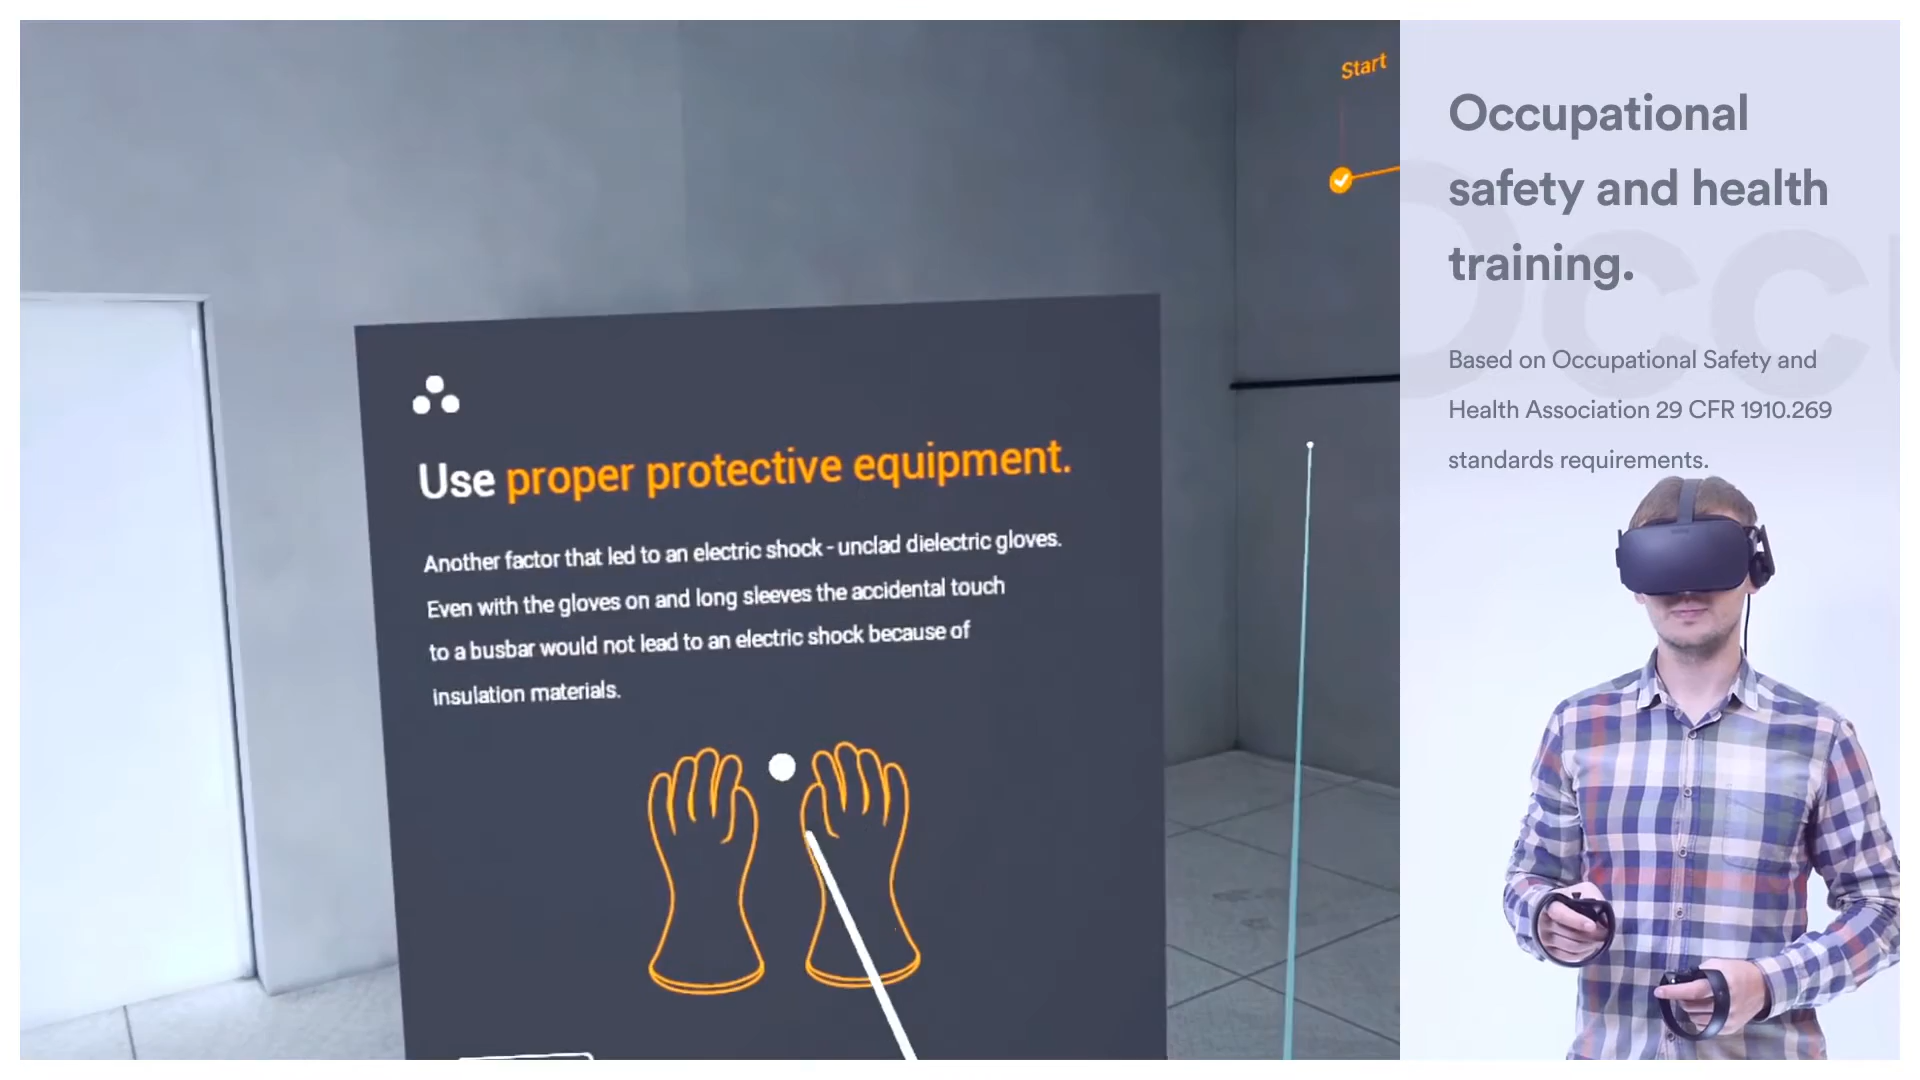 Start
Use proper protective equipment.
Another factor that led to an electric shock - unclad dielectric gloves.
Even with the gloves on and long sleeves the accidental touch
to a busbar would not lead to an electric shock because of
insulation materials.
Occupational
safety and health
training.
Based on Occupational Safety and
Health Association 29 CFR 1910.269
standards requirements.
Occu